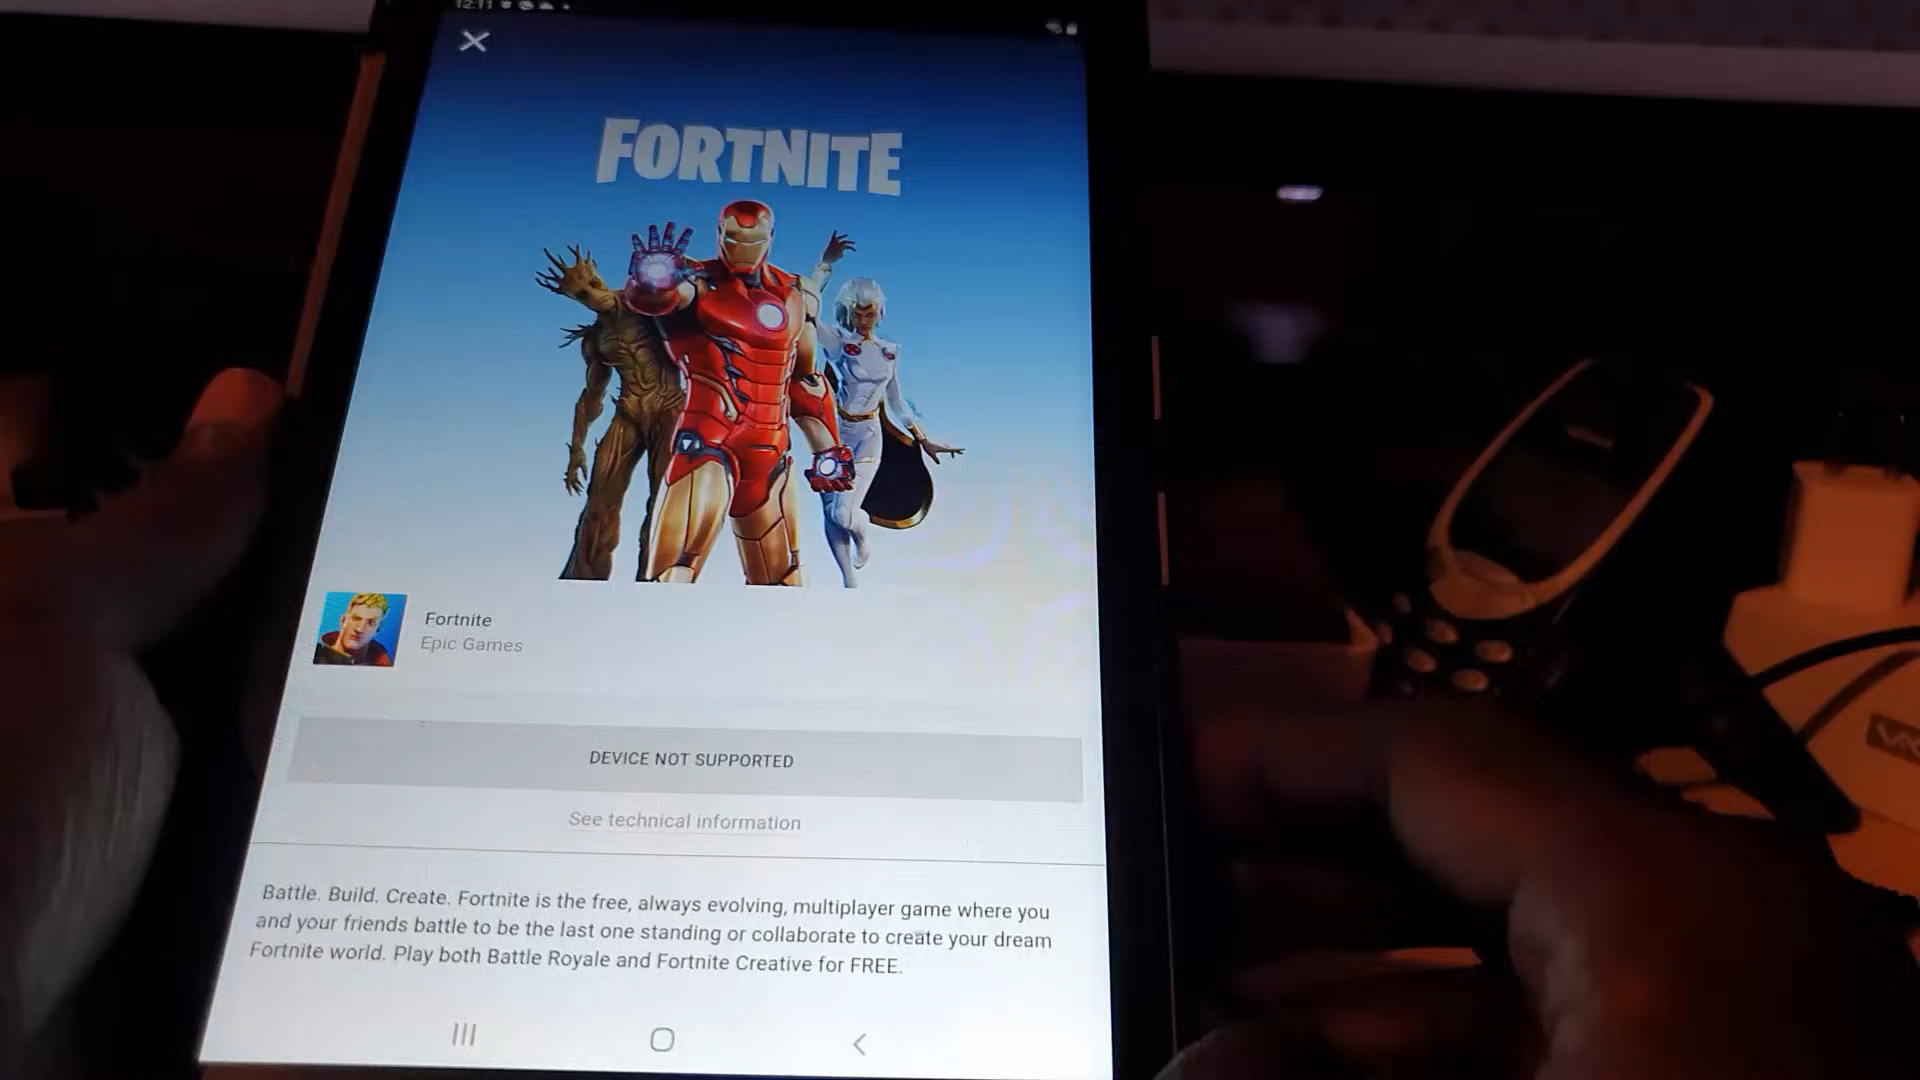 12:11
FORTNITE
Fortnite
Epic Games
DEVICE NOT SUPPORTED
See technical information
Battle. Build. Create. Fortnite is the free, always evolving, multiplayer game where you
and your friends battle to be the last one standing or collaborate to create your dream
Fortnite world. Play both Battle Royale and Fortnite Creative for FREE.